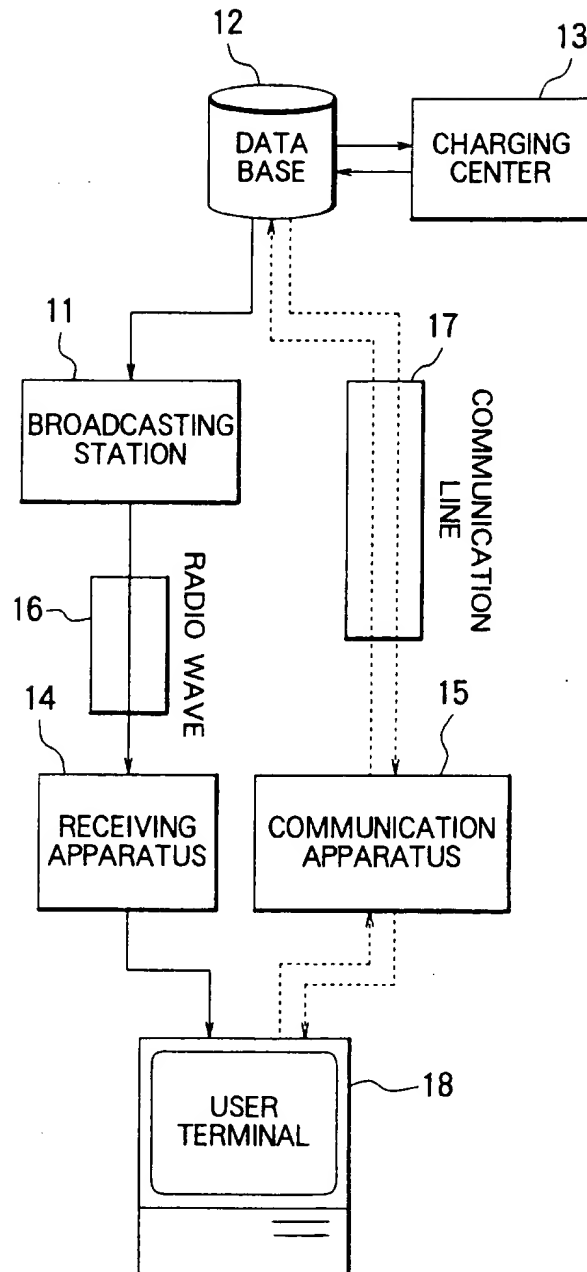 12
13
DATA
BASE
CHARGING
CENTER
11
17
BROADCASTING
STATION
COMMUNICATION
LINE
16
RADIO WAVE
14
15
RECEIVING
APPARATUS
COMMUNICATION
APPARATUS
18
USER
TERMINAL